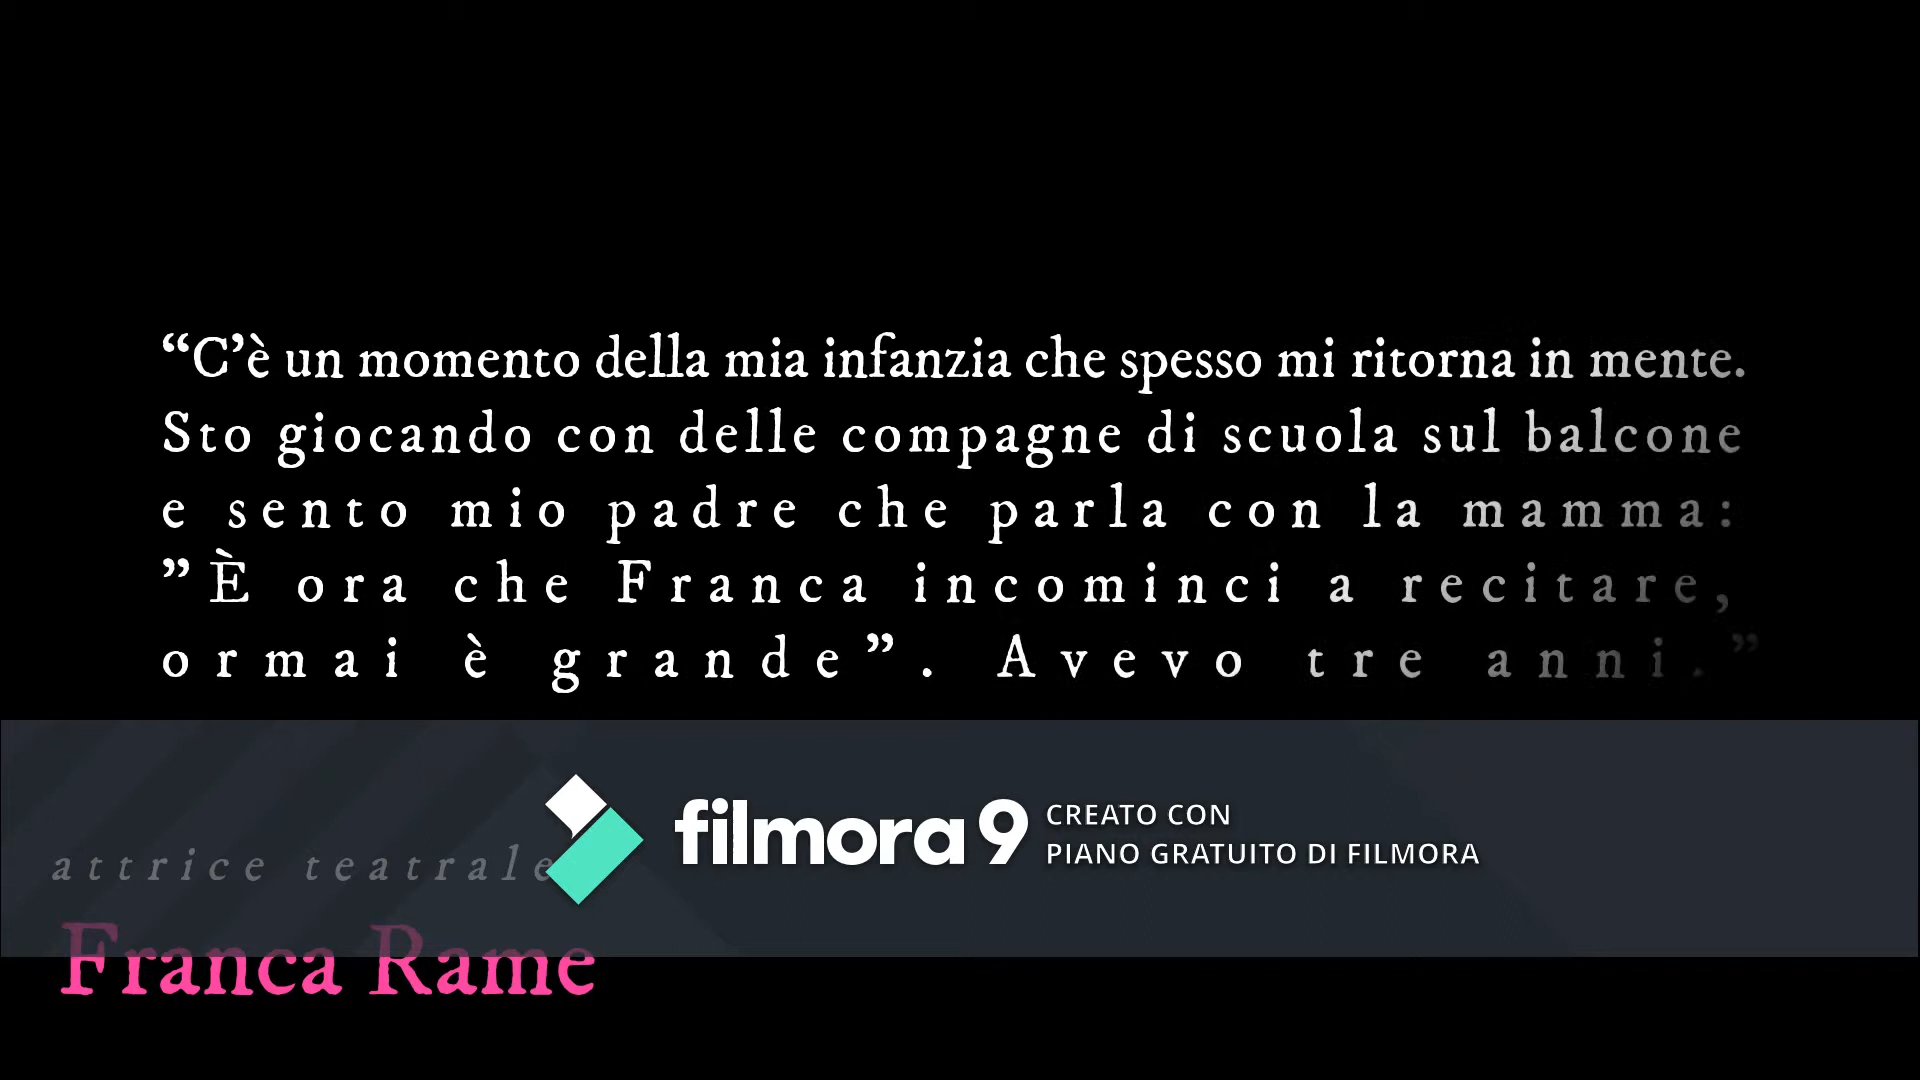 “C’è un momento della mia infanzia che spesso mi ritorna in mente.
Sto giocando con delle compagne di scuola sul balcone
e sento mio padre che parla con la mamma:
”È ora che Franca incominci a recitare,
ormai è grande”. Avevo tre anni.”
filmora 9
CREATO CON
PIANO GRATUITO DI FILMORA
attrice teatrale
Franca Rame